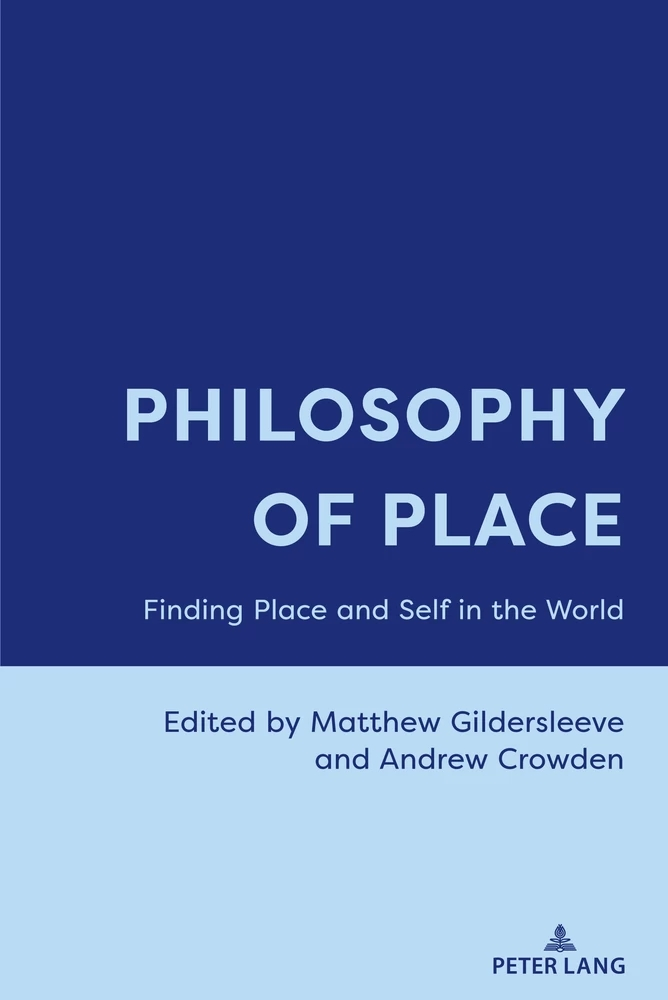 PHILOSOPHY
OF PLACE
Finding Place and Self in the World
Edited by Matthew Gildersleeve
and Andrew Crowden
PETER LANG